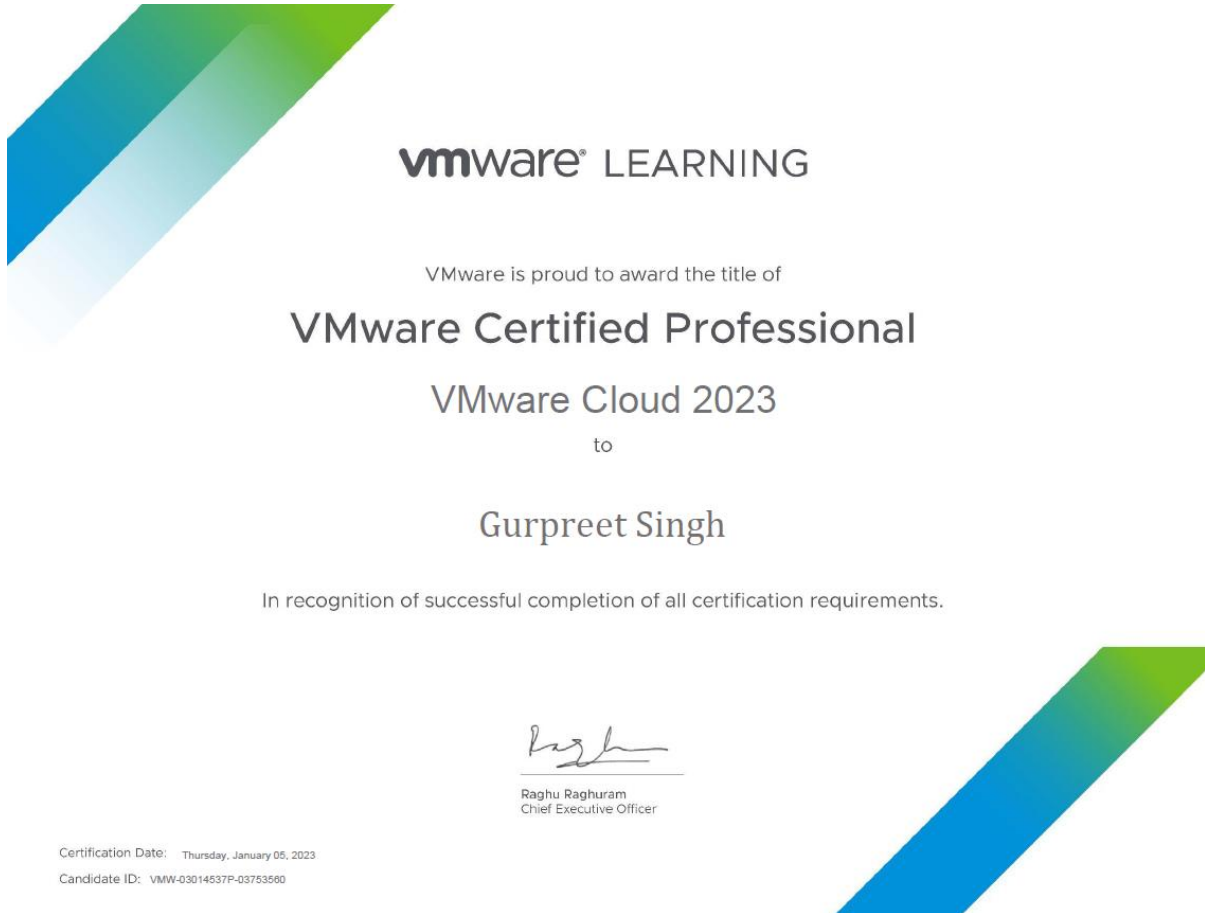 vmware® LEARNING
VMware is proud to award the title of
VMware Certified Professional
VMware Cloud 2023
to
Gurpreet Singh
In recognition of successful completion of all certification requirements.
Raghu Raghuram
Chief Executive Officer
Certification Date: Thursday, January 05, 2023
Candidate ID: VMW-03014537P-03753560